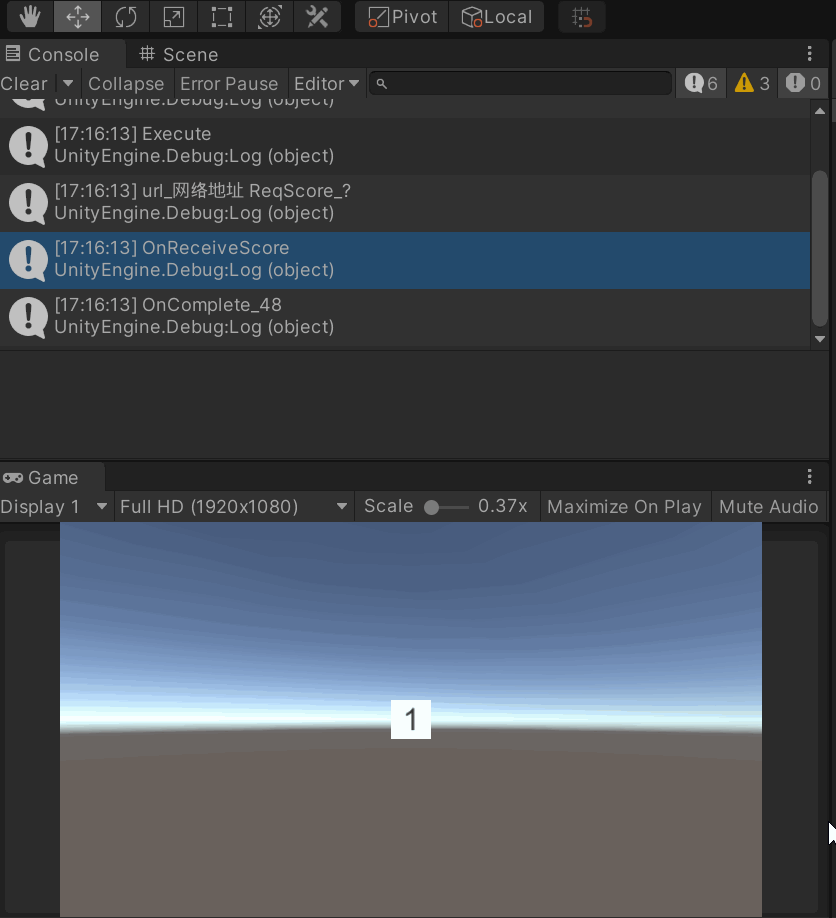 Pivot Local
Console Scene
Clear Collapse Error Pause Editor 6 3 0
UnityEngine.Debug:Log (object)
[17:16:13] Execute
UnityEngine.Debug:Log (object)
[17:16:13] url_网络地址 ReqScore_?
UnityEngine.Debug:Log (object)
[17:16:13] OnReceiveScore
UnityEngine.Debug:Log (object)
[17:16:13] OnComplete_48
UnityEngine.Debug:Log (object)
Game
Display 1 Full HD (1920x1080) Scale 0.37x Maximize On Play Mute Audio
1